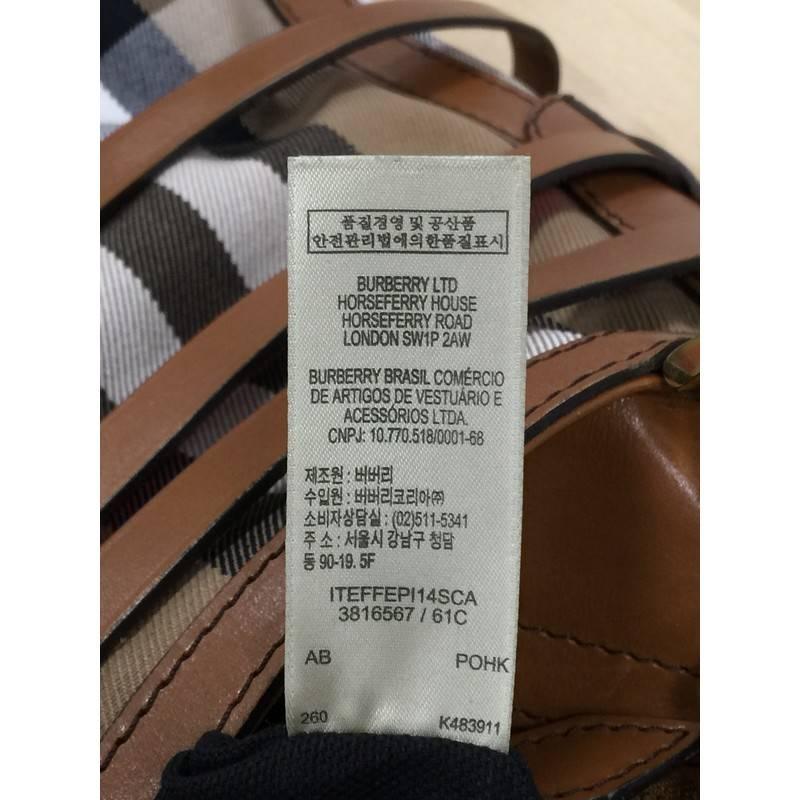 품질경영 및 공산품
안전관리법에의한품질표시
BURBERRY LTD
HORSEFERRY HOUSE
HORSEFERRY ROAD
LONDON SW1P 2AW
BURBERRY BRASIL COMÉRCIO
DE ARTIGOS DE VESTUÁRIO E
ACESSÓRIOS LTDA.
CNPJ: 10.770.518/0001-68
제조원 : 버버리
수입원 : 버버리코리아㈜
소비자상담실 : (02)511-5341
주 소 : 서울시 강남구 청담
동 90-19. 5F
ITEFFEPI14SCA
3816567 / 61C
AB POHK
260 K483911